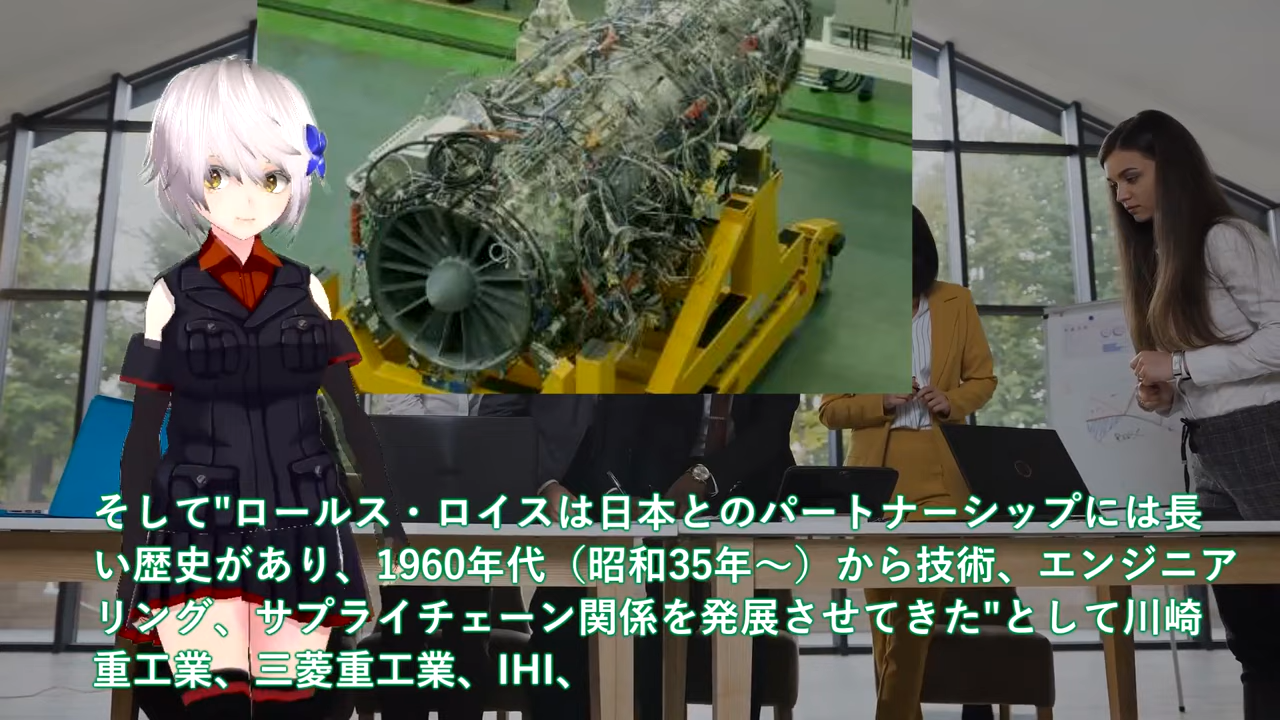 そして"ロールス・ロイスは日本とのパートナーシップには長
い歴史があり、1960年代（昭和35年～）から技術、エンジニア
リング、サプライチェーン関係を発展させてきた"として川崎
重工業、三菱重工業、IHI、